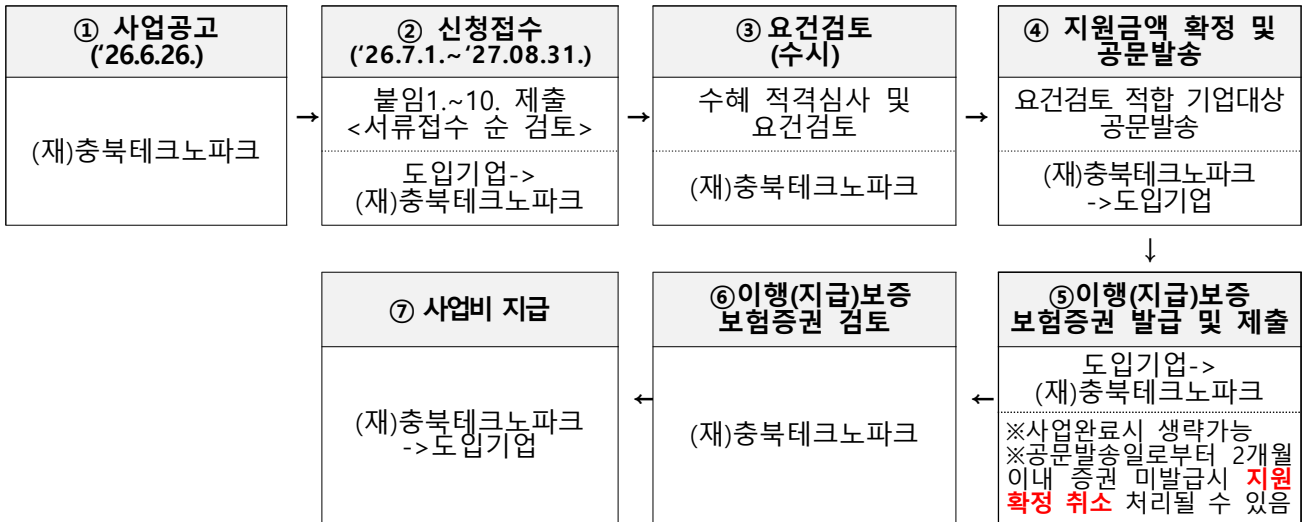 ① 사업공고
('26.6.26.)
(재)충북테크노파크
→
② 신청접수
('26.7.1.~'27.08.31.)
붙임1.~10. 제출
<서류접수 순 검토>
도입기업->
(재)충북테크노파크
→
③ 요건검토
(수시)
수혜 적격심사 및
요건검토
(재)충북테크노파크
→
④ 지원금액 확정 및
공문발송
요건검토 적합 기업대상
공문발송
(재)충북테크노파크
->도입기업
↓
⑤이행(지급)보증
보험증권 발급 및 제출
도입기업->
(재)충북테크노파크
※사업완료시 생략가능
※공문발송일로부터 2개월
이내 증권 미발급시 지원
확정 취소 처리될 수 있음
←
⑥이행(지급)보증
보험증권 검토
(재)충북테크노파크
←
⑦ 사업비 지급
(재)충북테크노파크
->도입기업